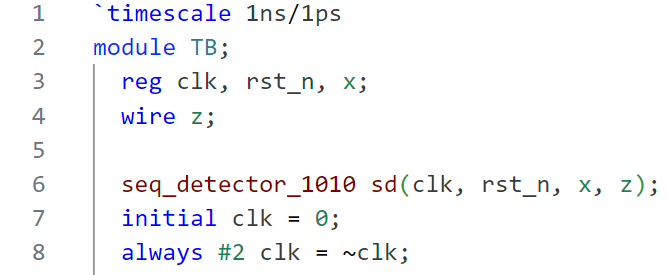 1 `timescale 1ns/1ps
2 module TB;
3 reg clk, rst_n, x;
4 wire z;
5
6 seq_detector_1010 sd(clk, rst_n, x, z);
7 initial clk = 0;
8 always #2 clk = ~clk;